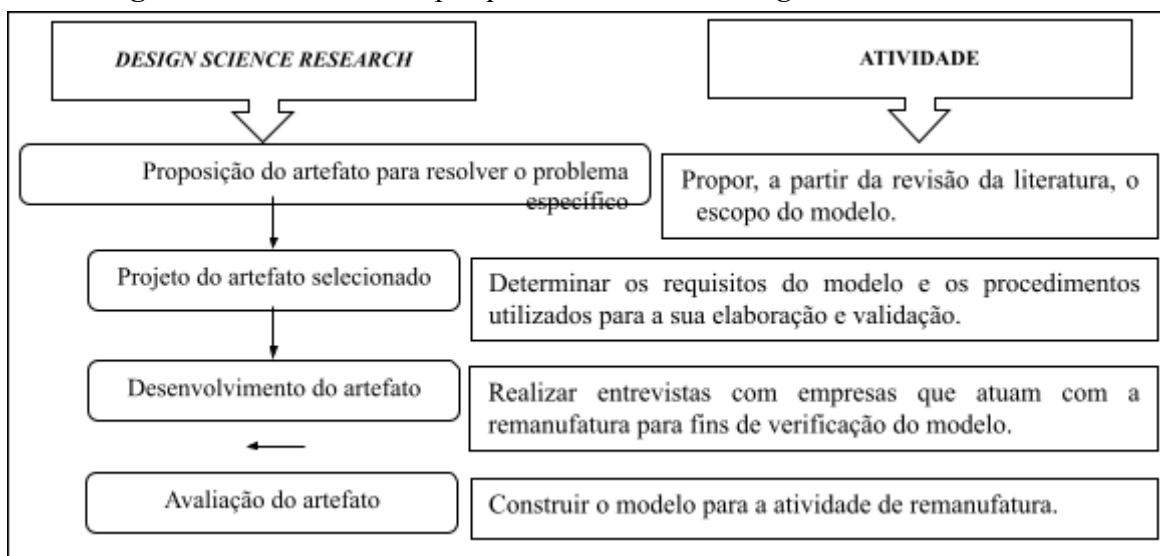 DESIGN SCIENCE RESEARCH
ATIVIDADE
Proposição do artefato para resolver o problema
específico
Propor, a partir da revisão da literatura, o
escopo do modelo.
Projeto do artefato selecionado
Determinar os requisitos do modelo e os procedimentos
utilizados para a sua elaboração e validação.
Desenvolvimento do artefato
Realizar entrevistas com empresas que atuam com a
remanufatura para fins de verificação do modelo.
Avaliação do artefato
Construir o modelo para a atividade de remanufatura.